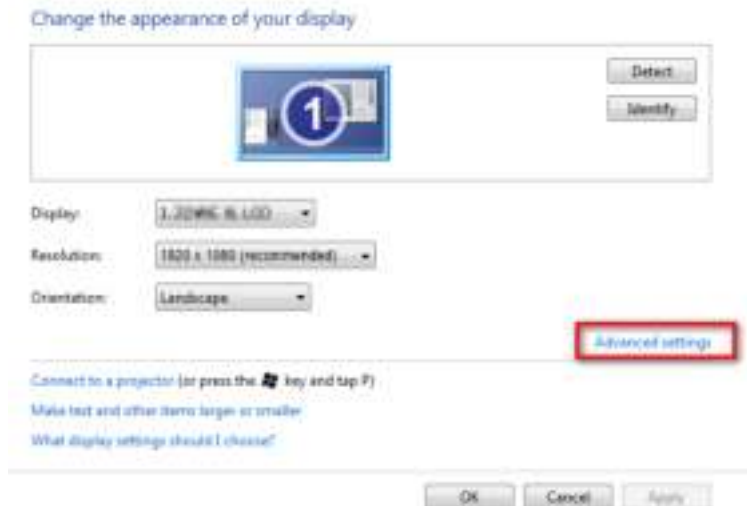 Change the appearance of your display
1
Detect
Identify
Display:
Resolution: 1920 x 1080 (recommended)
Orientation: Landscape
Advanced settings
Connect to a projector (or press the key and tap P)
Make text and other items larger or smaller
What display settings should I choose?
OK Cancel Apply